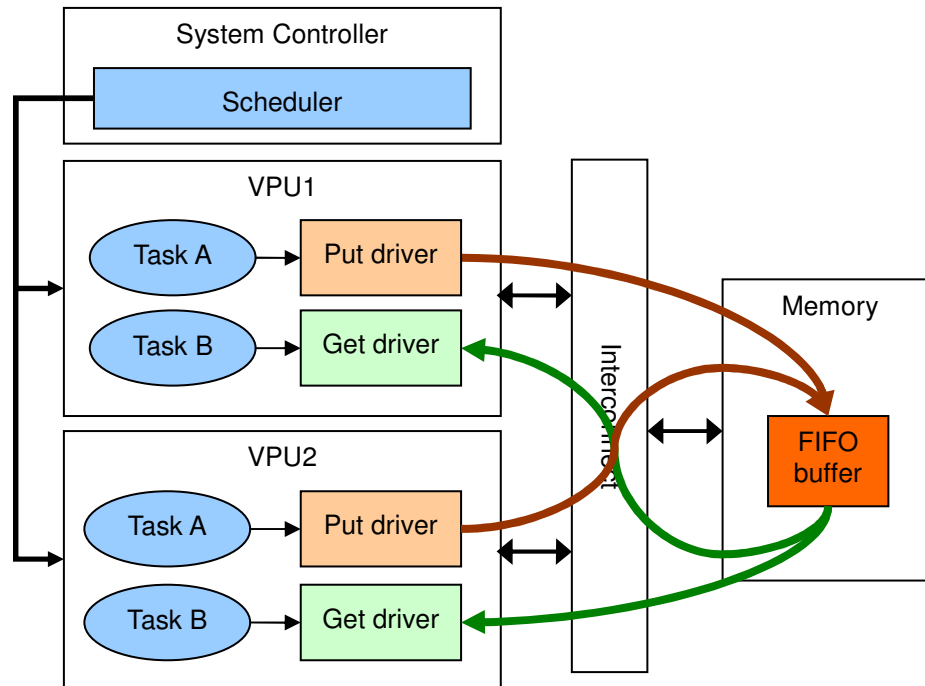 System Controller
Scheduler
VPU1
Task A
Put driver
Task B
Get driver
Interconnect
Memory
FIFO
buffer
VPU2
Task A
Put driver
Task B
Get driver